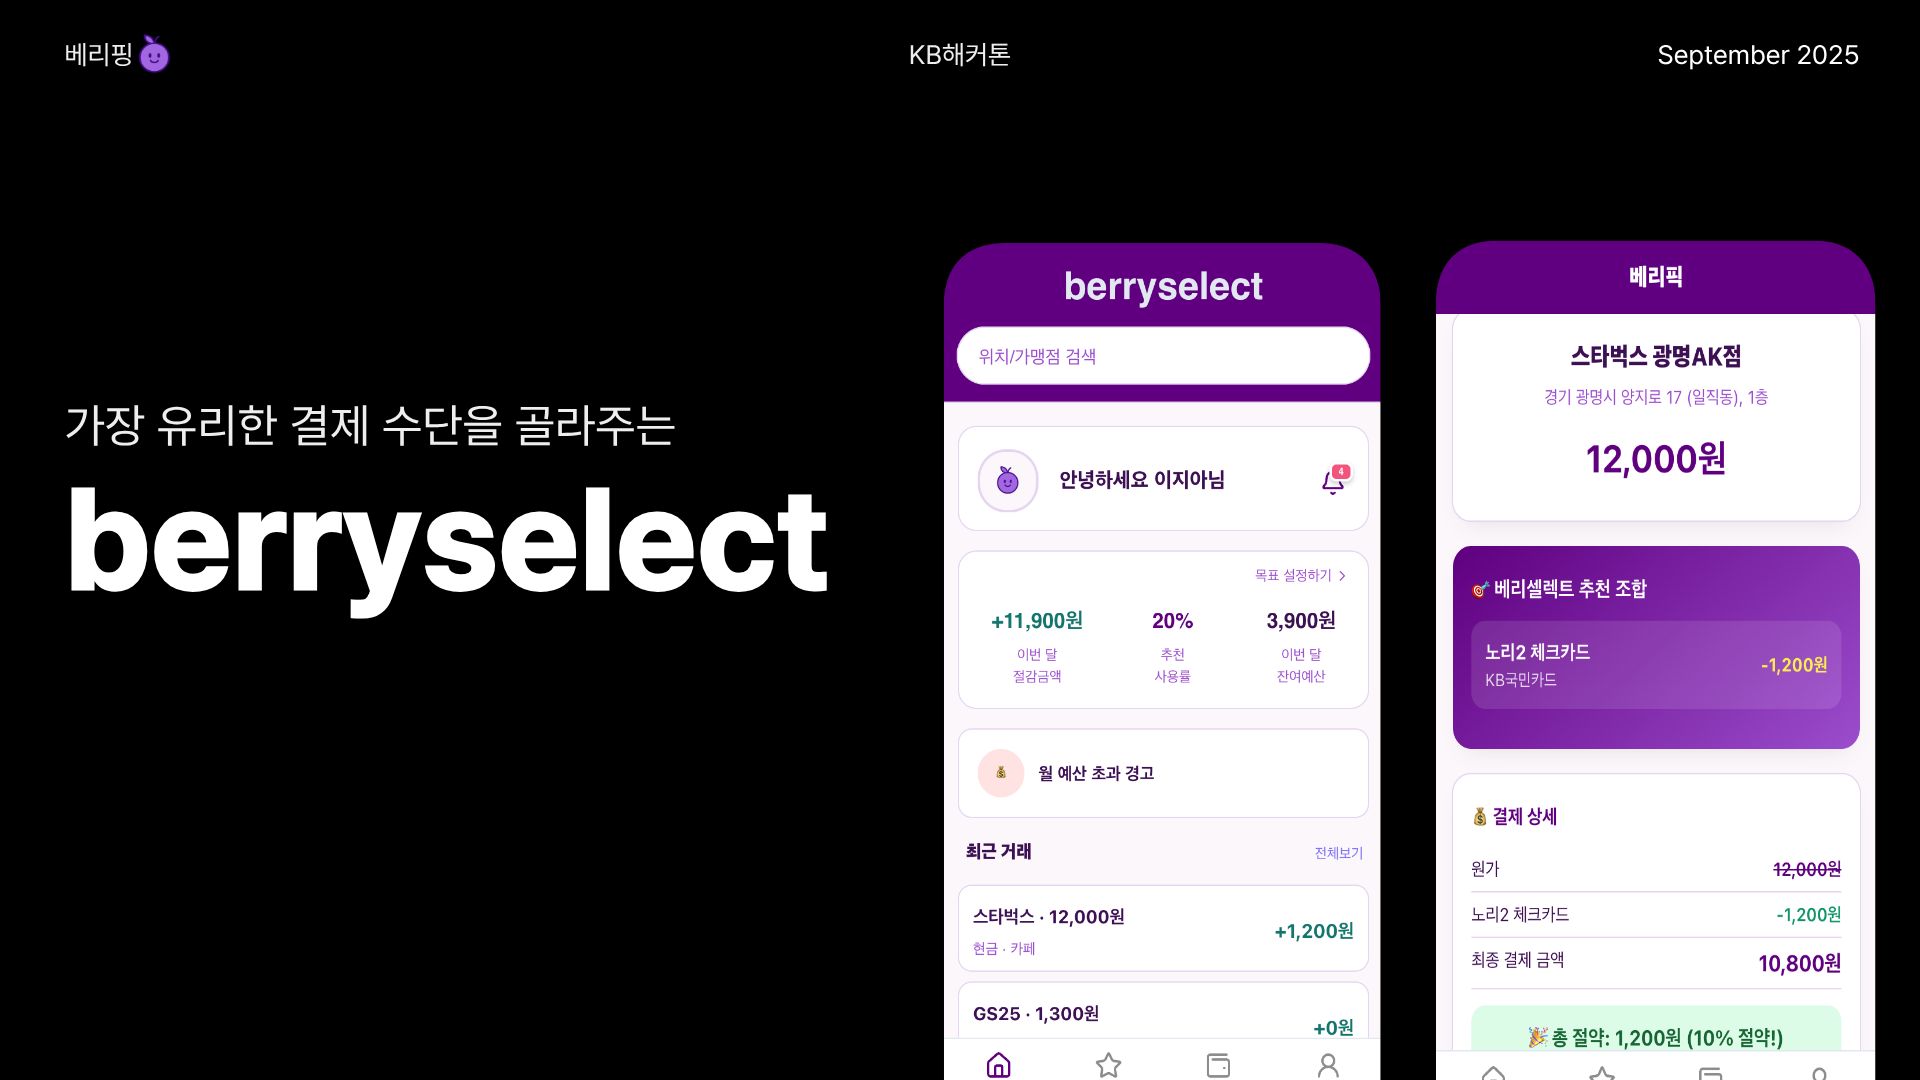 베리핑
KB해커톤
September 2025
가장 유리한 결제 수단을 골라주는
berryselect
berryselect
위치/가맹점 검색
안녕하세요 이지아님
4
목표 설정하기 >
+11,900원
이번 달
절감금액
20%
추천
사용률
3,900원
이번 달
잔여예산
월 예산 초과 경고
최근 거래
전체보기
스타벅스 · 12,000원
현금 · 카페
+1,200원
GS25 · 1,300원
+0원
베리픽
스타벅스 광명AK점
경기 광명시 양지로 17 (일직동), 1층
12,000원
베리셀렉트 추천 조합
노리2 체크카드
KB국민카드
-1,200원
결제 상세
원가
12,000원
노리2 체크카드
-1,200원
최종 결제 금액
10,800원
총 절약: 1,200원 (10% 절약!)